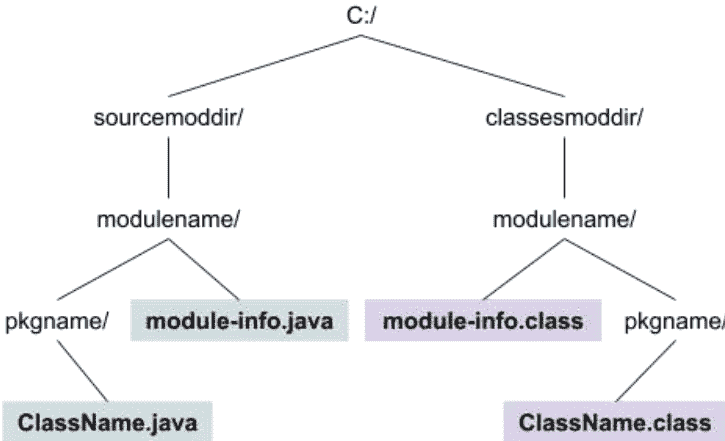 C:/
sourcemoddir/ classesmoddir/
modulename/ modulename/
pkgname/ module-info.java module-info.class pkgname/
ClassName.java ClassName.class